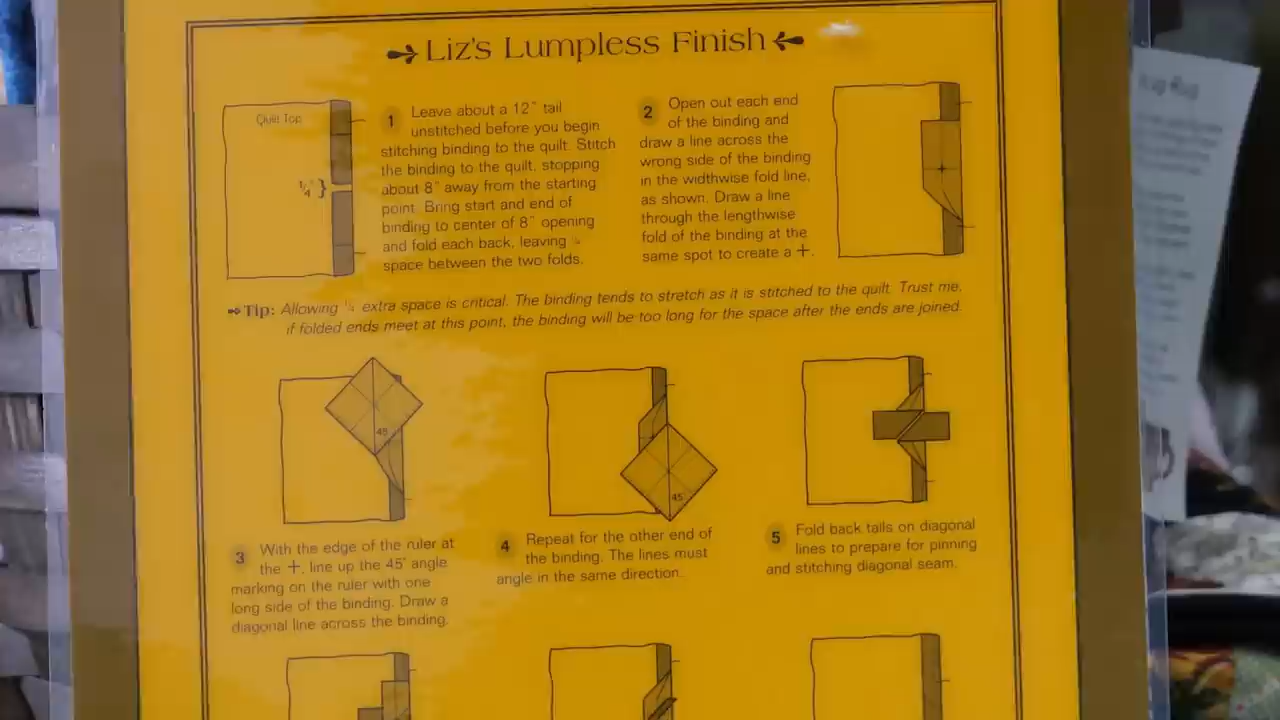 Liz's Lumpless Finish
Quilt Top
1/4" }
1 Leave about a 12" tail
unstitched before you begin
stitching binding to the quilt. Stitch
the binding to the quilt, stopping
about 8" away from the starting
point. Bring start and end of
binding to center of 8" opening
and fold each back, leaving
space between the two folds.
2 Open out each end
of the binding and
draw a line across the
wrong side of the binding
in the widthwise fold line,
as shown. Draw a line
through the lengthwise
fold of the binding at the
same spot to create a +.
Tip: Allowing 1/4 extra space is critical. The binding tends to stretch as it is stitched to the quilt. Trust me,
if folded ends meet at this point, the binding will be too long for the space after the ends are joined.
45
45
3 With the edge of the ruler at
the +, line up the 45° angle
marking on the ruler with one
long side of the binding. Draw a
diagonal line across the binding.
4 Repeat for the other end of
the binding. The lines must
angle in the same direction.
5 Fold back tails on diagonal
lines to prepare for pinning
and stitching diagonal seam.